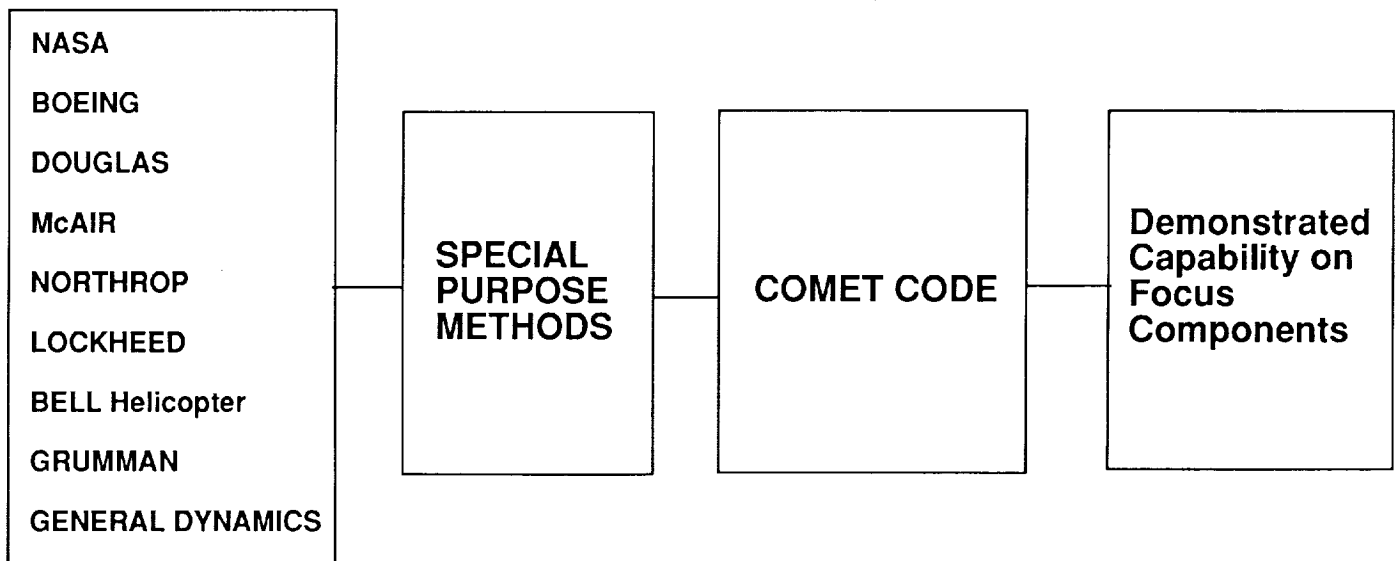 NASA
BOEING
DOUGLAS
McAIR
NORTHROP
LOCKHEED
BELL Helicopter
GRUMMAN
GENERAL DYNAMICS
SPECIAL
PURPOSE
METHODS
COMET CODE
Demonstrated
Capability on
Focus
Components